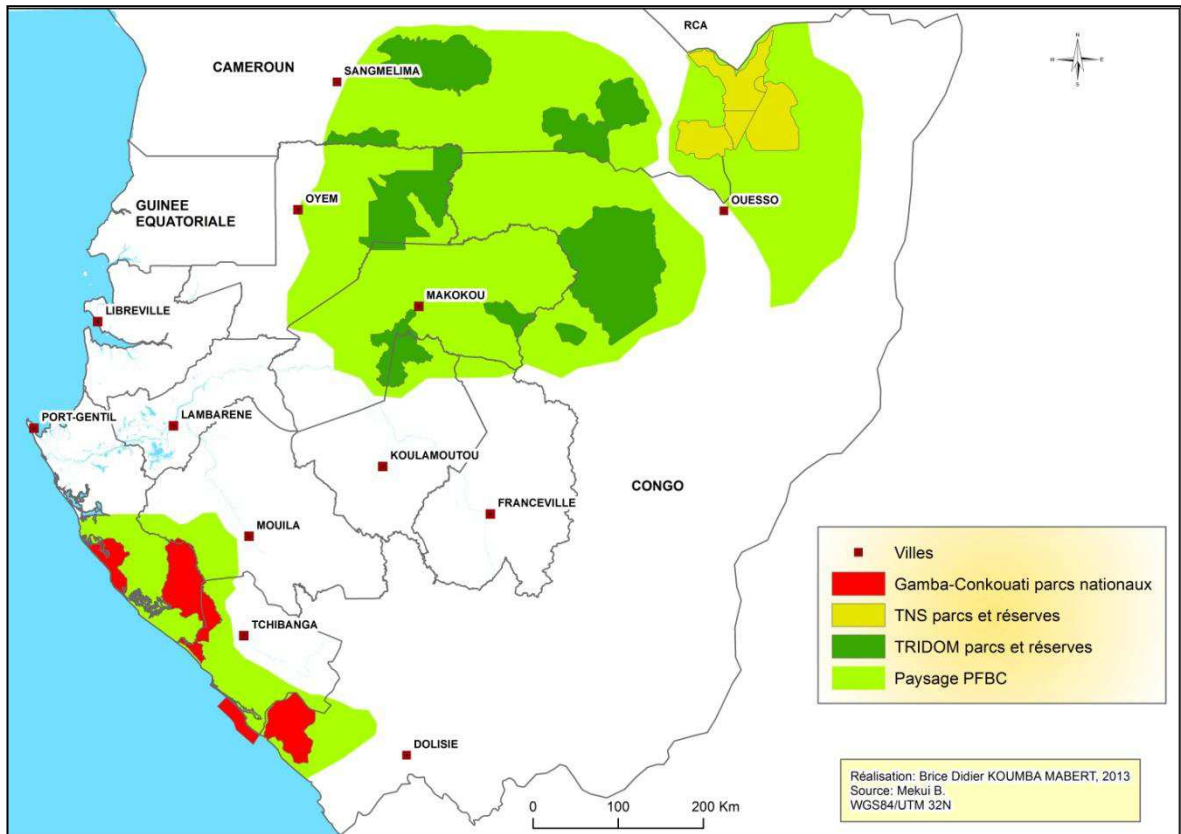 RCA
N
W E
S
CAMEROUN
SANGMELIMA
GUINEE
EQUATORIALE
OYEM
OUESSO
LIBREVILLE
MAKOKOU
PORT-GENTIL
LAMBARENE
KOULAMOUTOU
CONGO
FRANCEVILLE
MOUILA
TCHIBANGA
DOLISIE
Villes
Gamba-Conkouati parcs nationaux
TNS parcs et réserves
TRIDOM parcs et réserves
Paysage PFBC
0 100 200 Km
Réalisation: Brice Didier KOUMBA MABERT, 2013
Source: Mekui B.
WGS84/UTM 32N